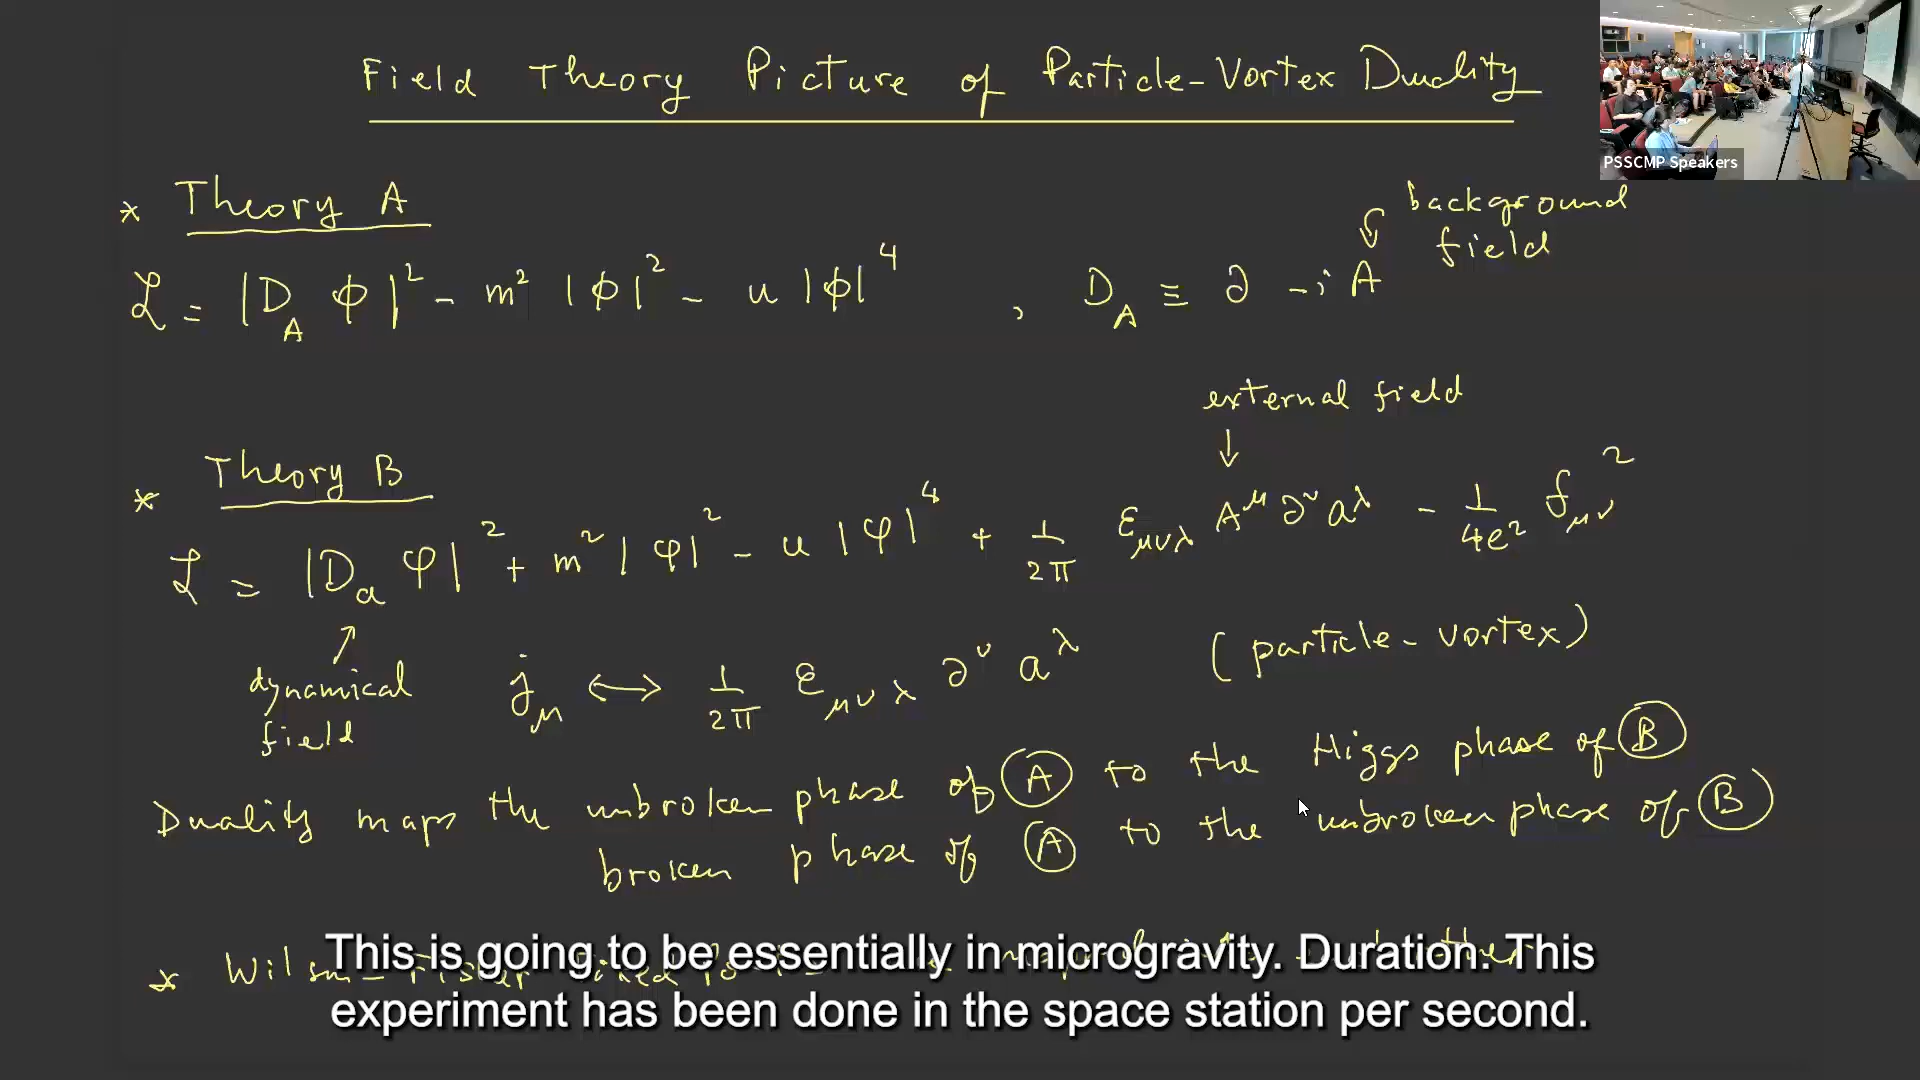 Field Theory Picture of Particle-Vortex Duality
PSSCMP Speakers
* Theory A
background
field
ℒ = |D_A ϕ|² - m² |ϕ|² - u |ϕ|⁴ , D_A ≡ ∂ - i A
external field
* Theory B
ℒ = |D_a φ|² + m² |φ|² - u |φ|⁴ + 1/2π ε_μνλ A^μ ∂^ν a^λ - 1/4e² f_μν²
dynamical
field
j_μ ↔ 1/2π ε_μνλ ∂^ν a^λ (particle-vortex)
Duality maps the unbroken phase of Ⓐ to the Higgs phase of Ⓑ
broken phase of Ⓐ to the unbroken phase of Ⓑ
* Wilson-Fisher
This is going to be essentially in microgravity. Duration. This
experiment has been done in the space station per second.